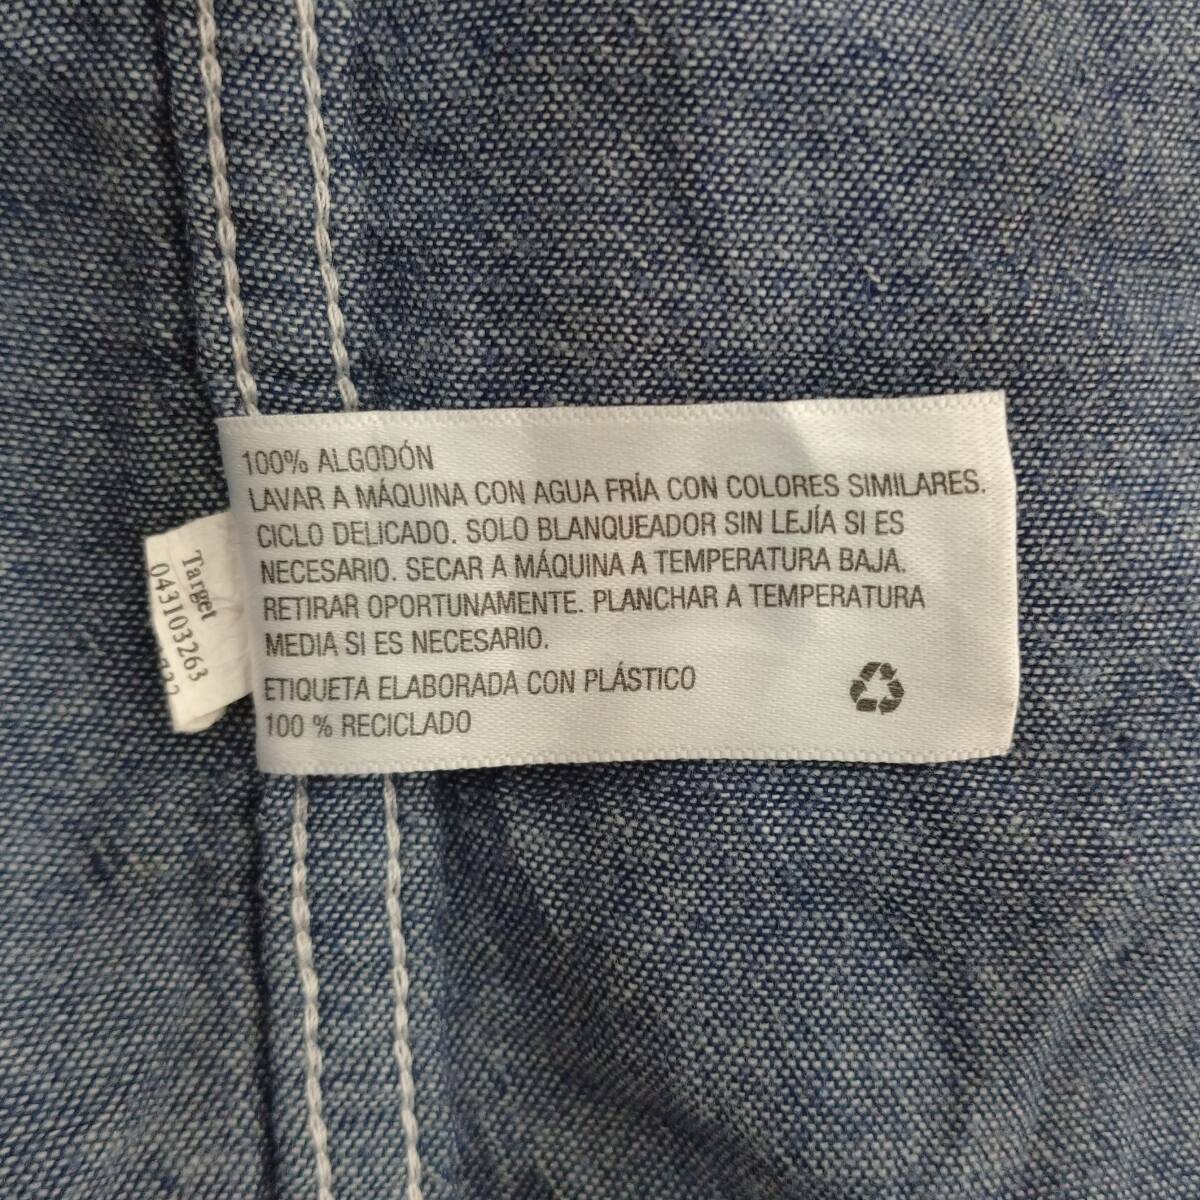 100% ALGODÓN
LAVAR A MÁQUINA CON AGUA FRÍA CON COLORES SIMILARES.
CICLO DELICADO. SOLO BLANQUEADOR SIN LEJÍA SI ES
NECESARIO. SECAR A MÁQUINA A TEMPERATURA BAJA.
RETIRAR OPORTUNAMENTE. PLANCHAR A TEMPERATURA
MEDIA SI ES NECESARIO.
ETIQUETA ELABORADA CON PLÁSTICO
100 % RECICLADO
Target
043103263